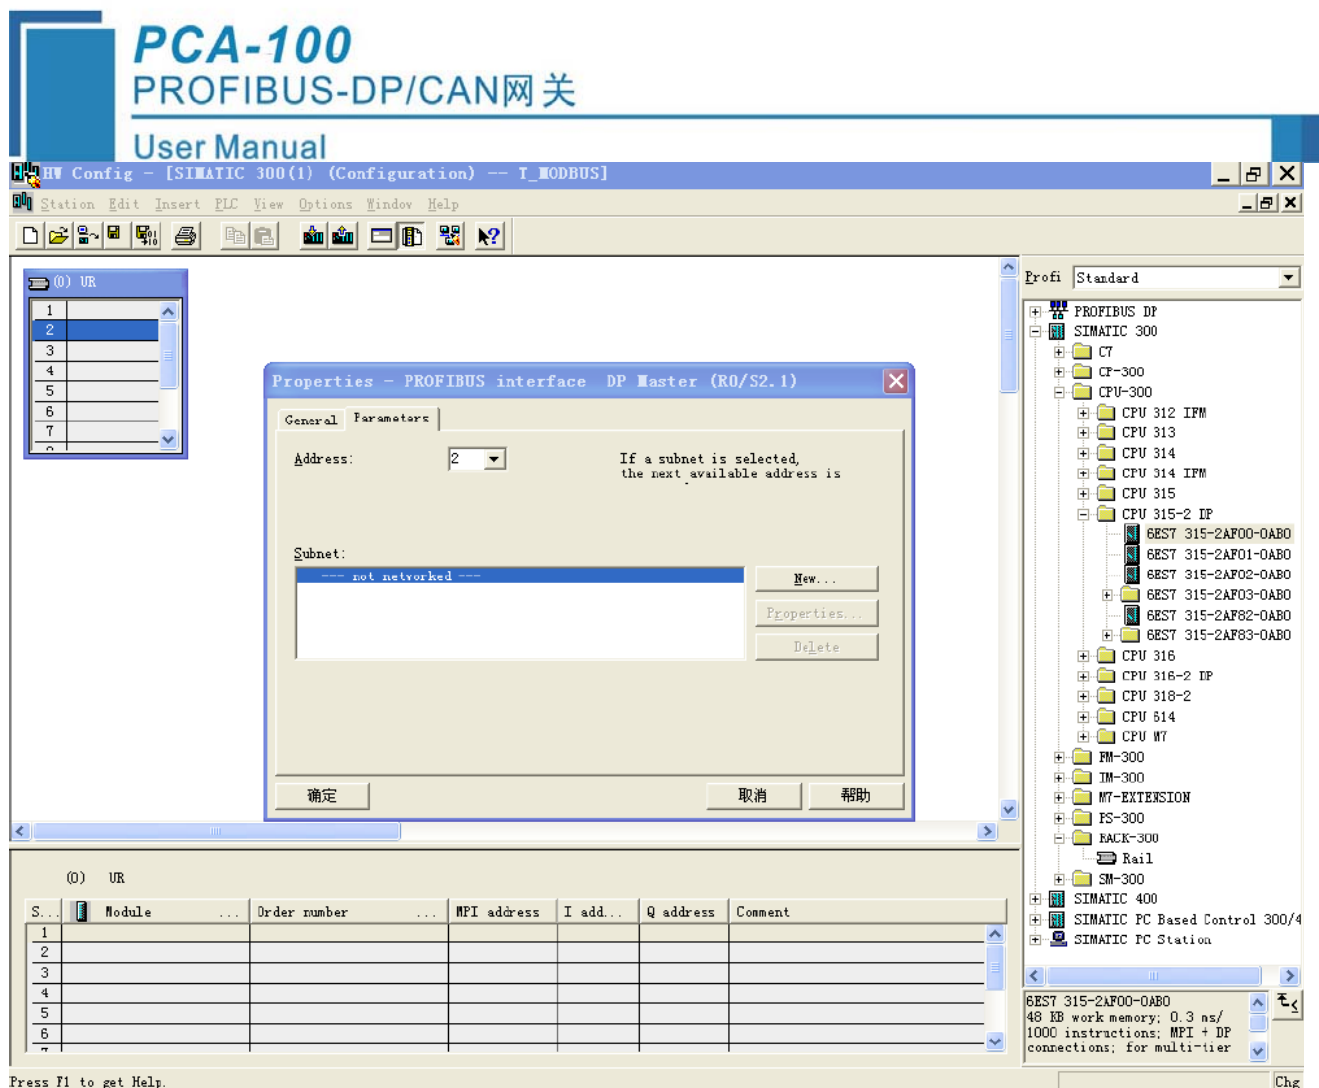 PCA-100
PROFIBUS-DP/CAN网关
User Manual
HW Config - [SIMATIC 300(1) (Configuration) -- T_MODBUS]
Station Edit Insert PLC View Options Window Help
(0) UR
1
2
3
4
5
6
7
Profi Standard
PROFIBUS DP
SIMATIC 300
C7
CP-300
CPU-300
CPU 312 IFM
CPU 313
CPU 314
CPU 314 IFM
CPU 315
CPU 315-2 DP
6ES7 315-2AF00-0AB0
6ES7 315-2AF01-0AB0
6ES7 315-2AF02-0AB0
6ES7 315-2AF03-0AB0
6ES7 315-2AF82-0AB0
6ES7 315-2AF83-0AB0
CPU 316
CPU 316-2 DP
CPU 318-2
CPU 614
CPU M7
FM-300
IM-300
M7-EXTENSION
PS-300
RACK-300
Rail
SM-300
SIMATIC 400
SIMATIC PC Based Control 300/4
SIMATIC PC Station
Properties - PROFIBUS interface DP Master (R0/S2.1)
General Parameters
Address: 2
If a subnet is selected,
the next available address is
Subnet:
--- not networked ---
New...
Properties...
Delete
确定 取消 帮助
(0) UR
S... Module ... Order number ... MPI address I add... Q address Comment
1
2
3
4
5
6
6ES7 315-2AF00-0AB0
48 KB work memory; 0.3 ms/
1000 instructions; MPI + DP
connections; for multi-tier
Press F1 to get Help.
Chg